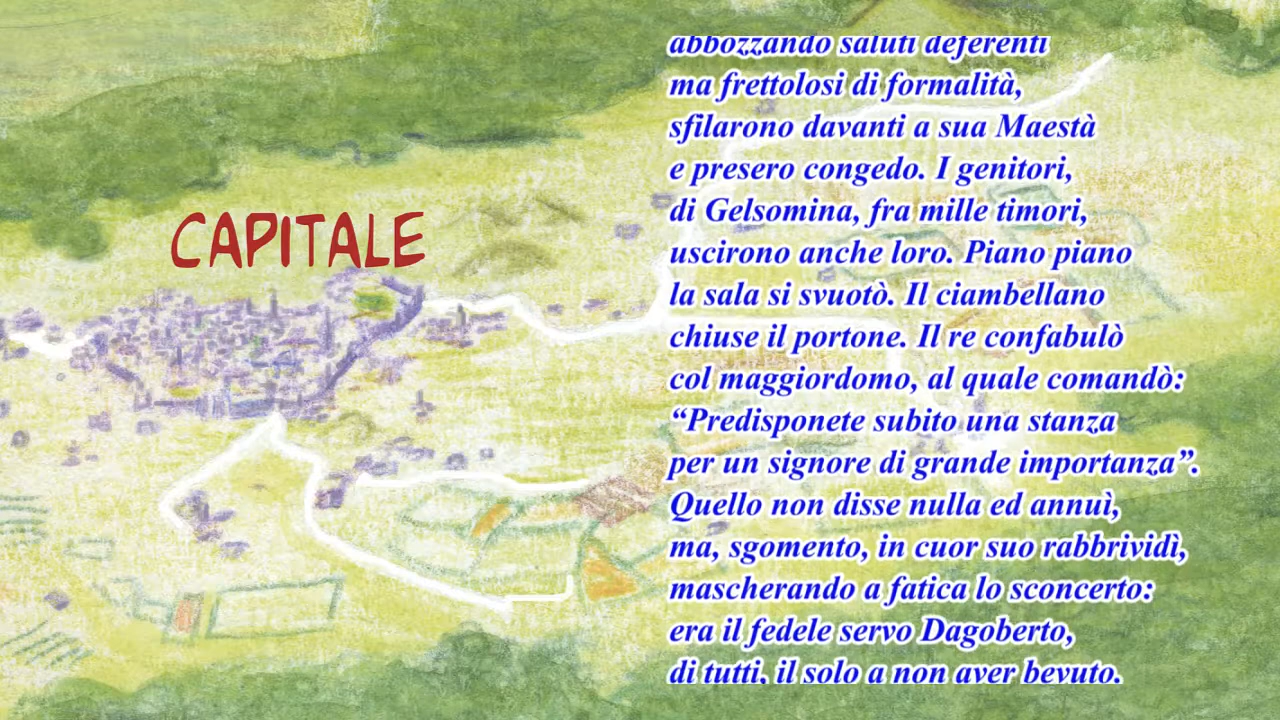 CAPITALE
abbozzando saluti deferenti
ma frettolosi di formalità,
sfilarono davanti a sua Maestà
e presero congedo. I genitori,
di Gelsomina, fra mille timori,
uscirono anche loro. Piano piano
la sala si svuotò. Il ciambellano
chiuse il portone. Il re confabulò
col maggiordomo, al quale comandò:
“Predisponete subito una stanza
per un signore di grande importanza”.
Quello non disse nulla ed annuì,
ma, sgomento, in cuor suo rabbrividì,
mascherando a fatica lo sconcerto:
era il fedele servo Dagoberto,
di tutti, il solo a non aver bevuto.